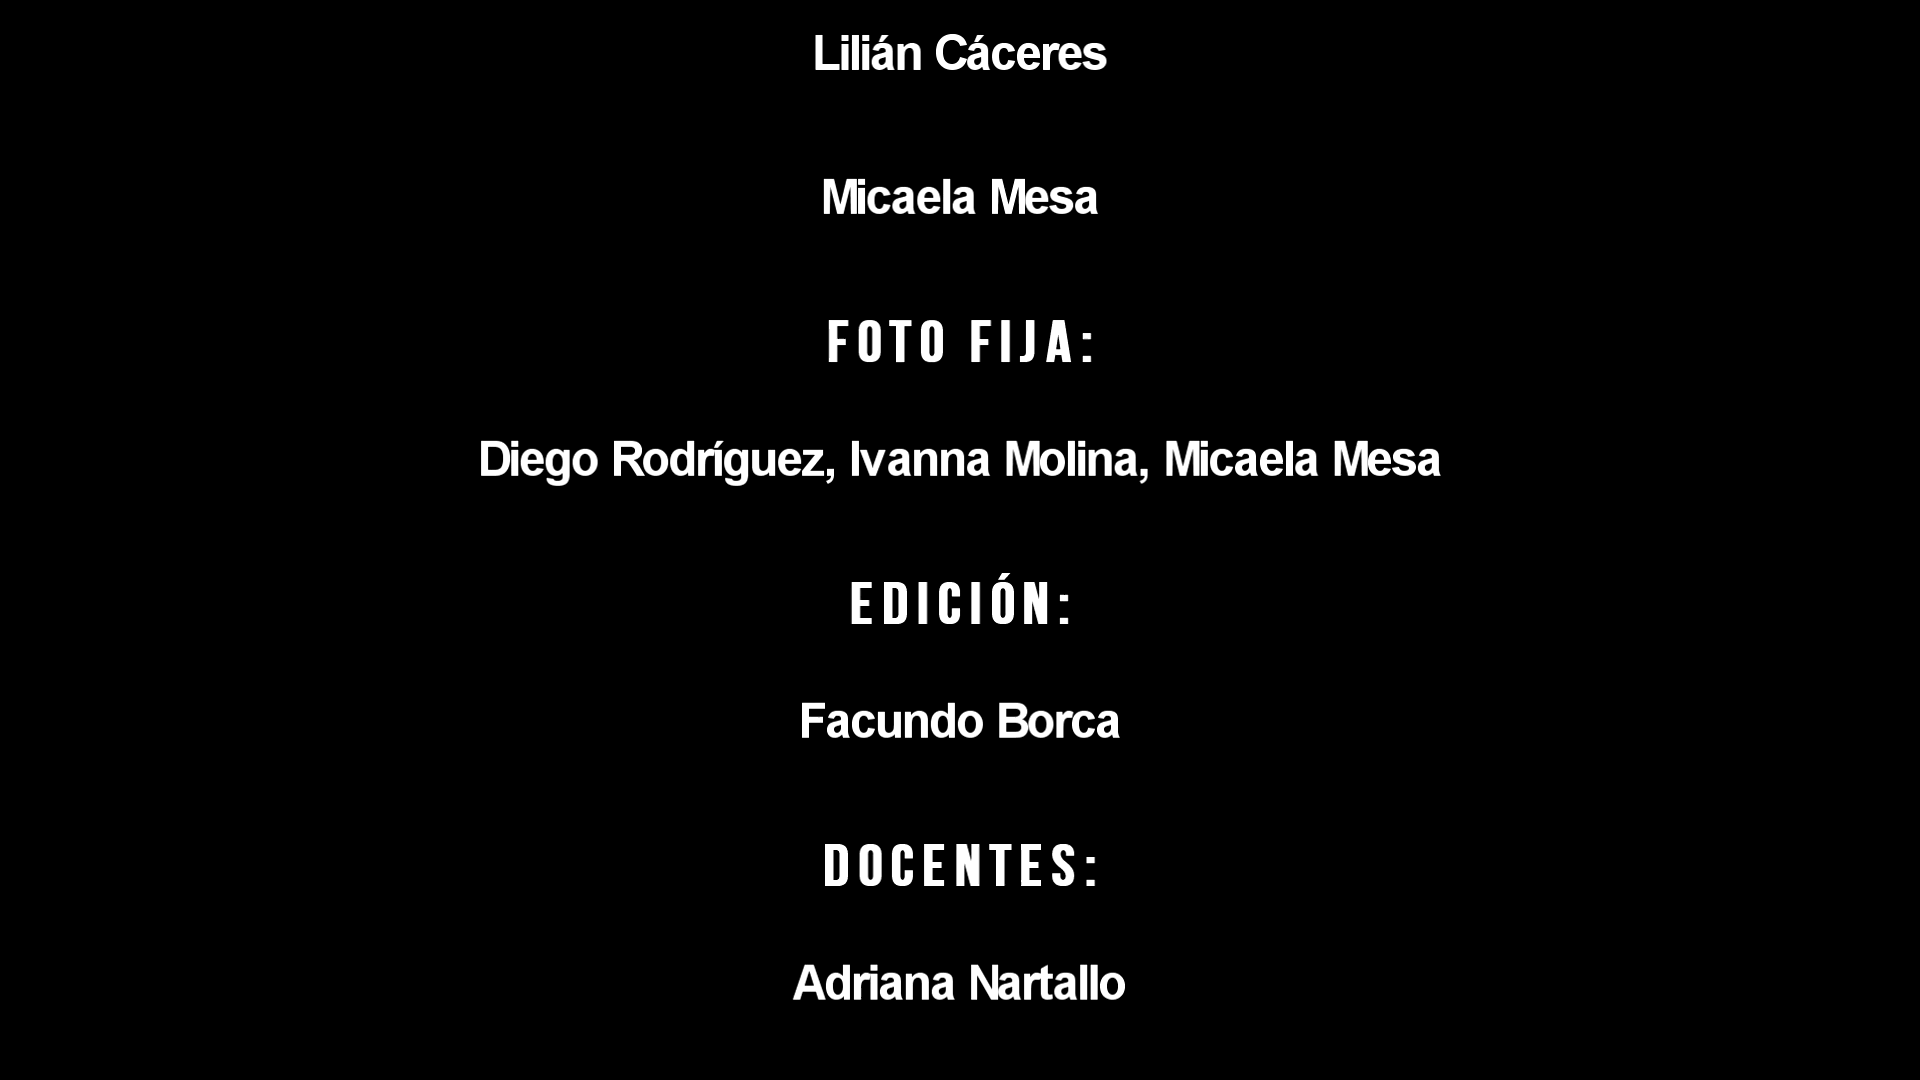 Lilián Cáceres
Micaela Mesa
FOTO FIJA:
Diego Rodríguez, Ivanna Molina, Micaela Mesa
EDICIÓN:
Facundo Borca
DOCENTES:
Adriana Nartallo